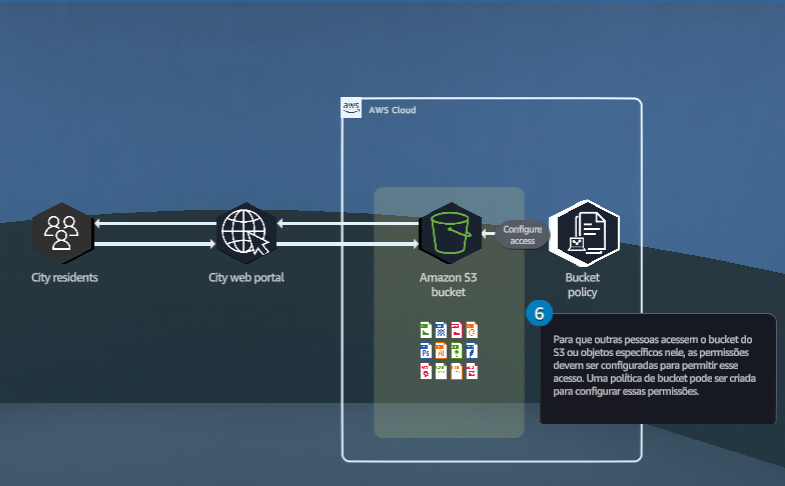 aws
AWS Cloud
Configure
access
City residents
City web portal
Amazon S3
bucket
Bucket
policy
6
Para que outras pessoas acessem o bucket do
S3 ou objetos específicos nele, as permissões
devem ser configuradas para permitir esse
acesso. Uma política de bucket pode ser criada
para configurar essas permissões.
Ps